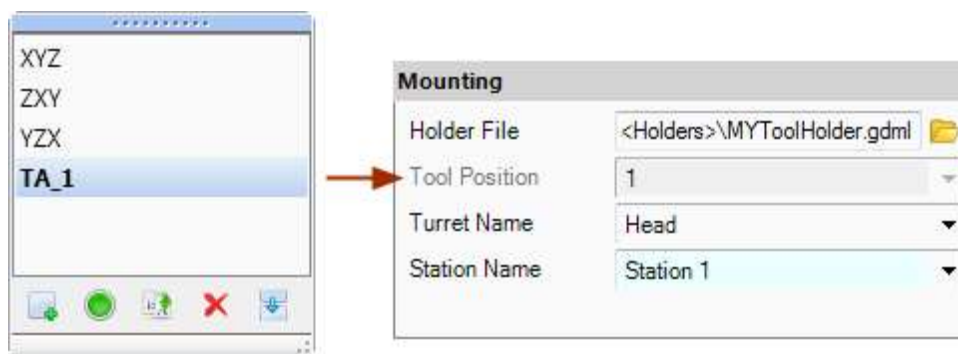 XYZ
ZXY
YZX
TA_1
Mounting
Holder File <Holders>\MYToolHolder.gdml
Tool Position 1
Turret Name Head
Station Name Station 1